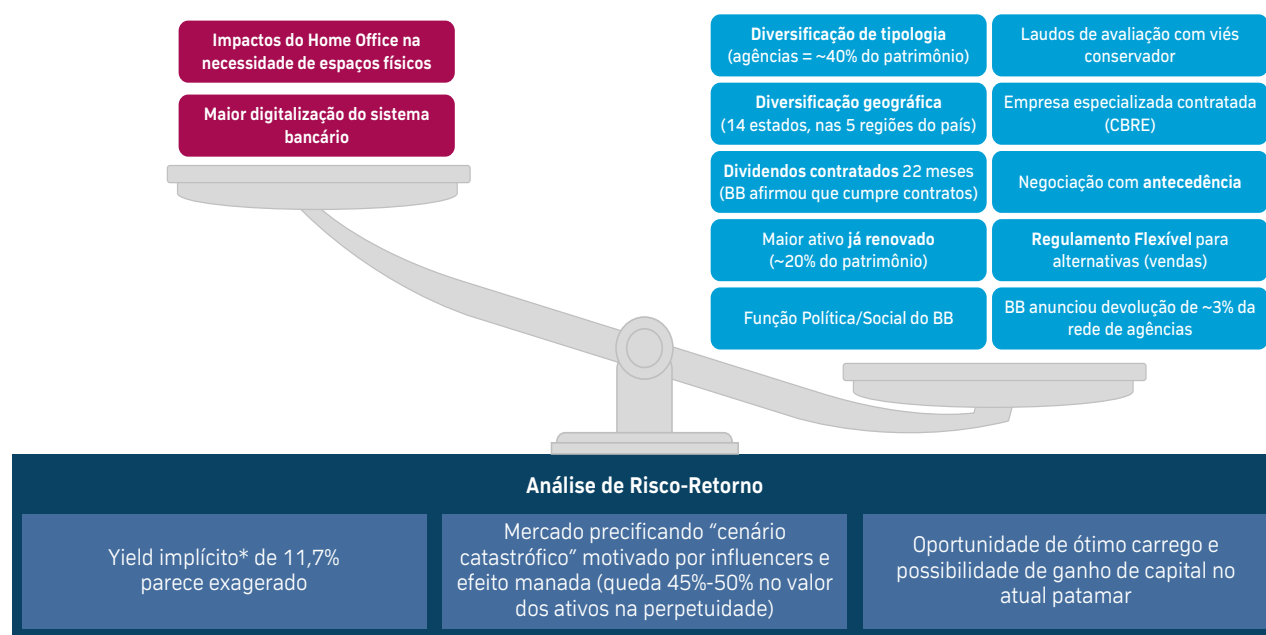 Impactos do Home Office na
necessidade de espaços físicos
Maior digitalização do sistema
bancário
Diversificação de tipologia
(agências = ~40% do patrimônio)
Laudos de avaliação com viés
conservador
Diversificação geográfica
(14 estados, nas 5 regiões do país)
Empresa especializada contratada
(CBRE)
Dividendos contratados 22 meses
(BB afirmou que cumpre contratos)
Negociação com antecedência
Maior ativo já renovado
(~20% do patrimônio)
Regulamento Flexível para
alternativas (vendas)
Função Política/Social do BB
BB anunciou devolução de ~3% da
rede de agências
Análise de Risco-Retorno
Yield implícito* de 11,7%
parece exagerado
Mercado precificando “cenário
catastrófico” motivado por influencers e
efeito manada (queda 45%-50% no valor
dos ativos na perpetuidade)
Oportunidade de ótimo carrego e
possibilidade de ganho de capital no
atual patamar